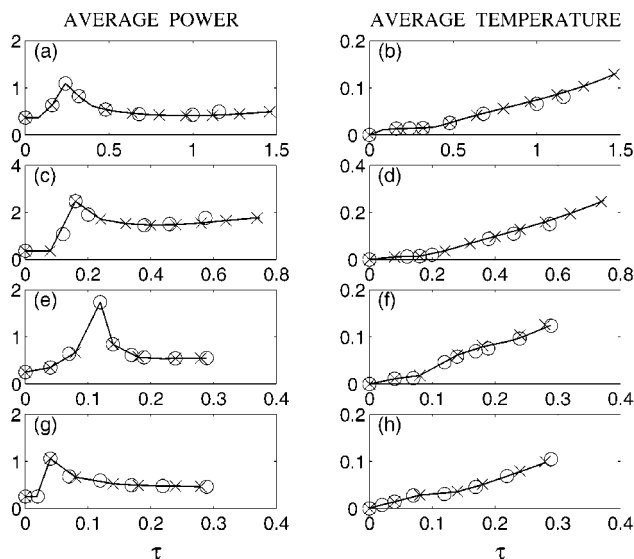 AVERAGE POWER AVERAGE TEMPERATURE
2 (a) 0.2 (b)
1 0.1
0 0
0 0.5 1 1.5 0 0.5 1 1.5
4 (c) 0.4 (d)
2 0.2
0 0
0 0.2 0.4 0.6 0.8 0 0.2 0.4 0.6 0.8
2 (e) 0.2 (f)
1 0.1
0 0
0 0.1 0.2 0.3 0.4 0 0.1 0.2 0.3 0.4
2 (g) 0.2 (h)
1 0.1
0 0
0 0.1 0.2 0.3 0.4 0 0.1 0.2 0.3 0.4
τ τ